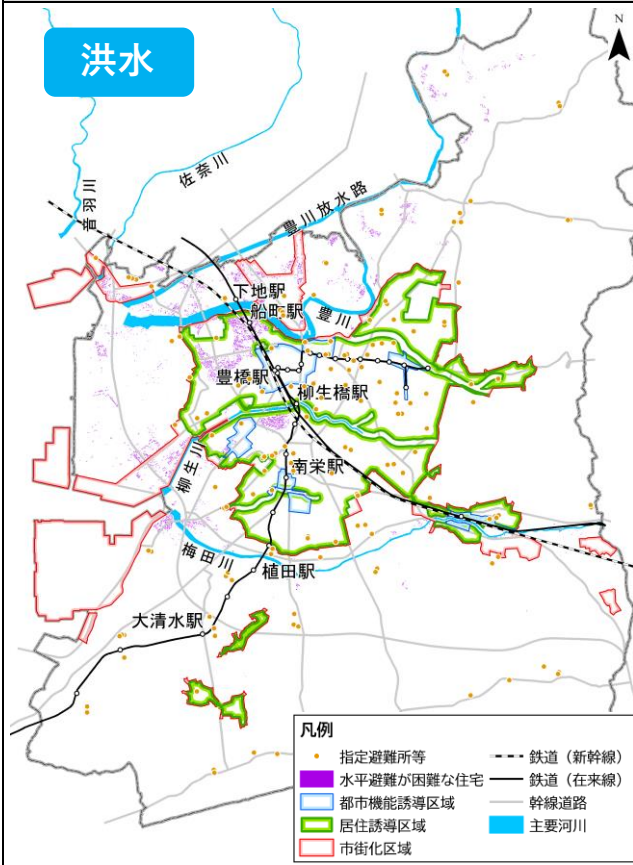 洪水
N
音羽川
佐奈川
豊川放水路
下地駅
船町駅
豊川
豊橋駅
柳生橋駅
南栄駅
柳生川
梅田川
植田駅
大清水駅
凡例
指定避難所等
鉄道（新幹線）
水平避難が困難な住宅
鉄道（在来線）
都市機能誘導区域
幹線道路
居住誘導区域
主要河川
市街化区域